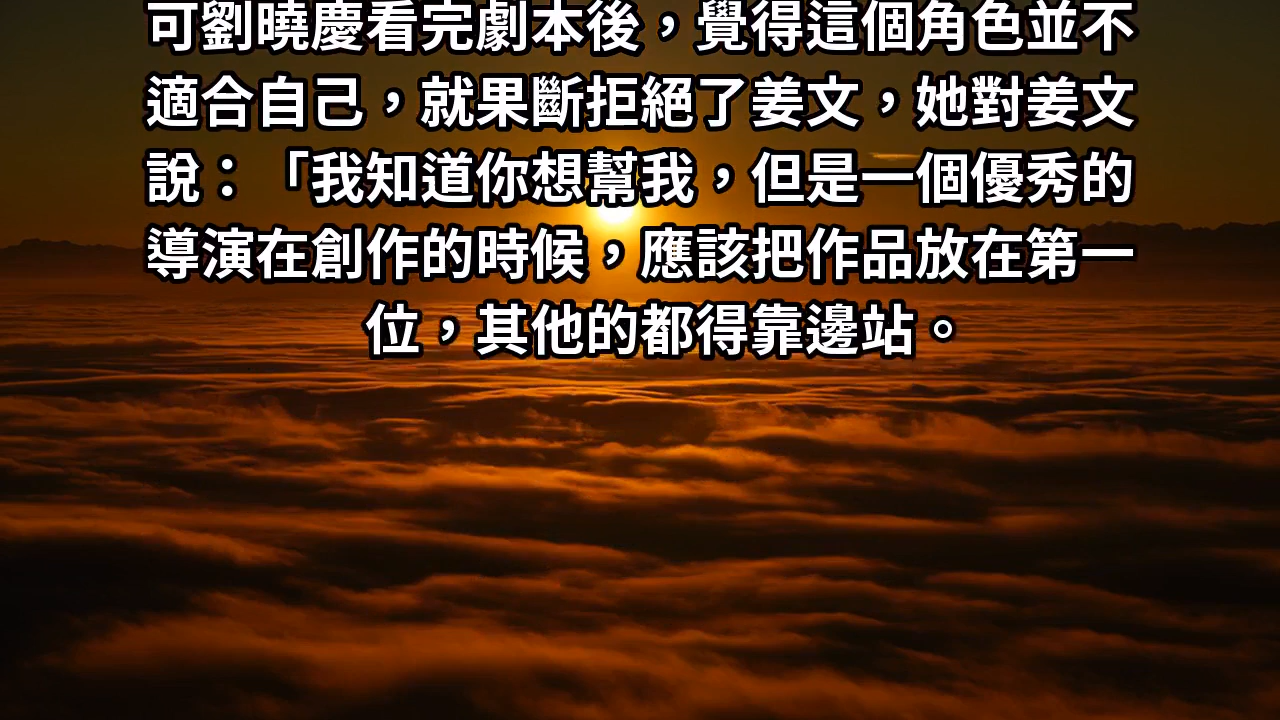 可劉曉慶看完劇本後，覺得這個角色並不
適合自己，就果斷拒絕了姜文，她對姜文
說：「我知道你想幫我，但是一個優秀的
導演在創作的時候，應該把作品放在第一
位，其他的都得靠邊站。